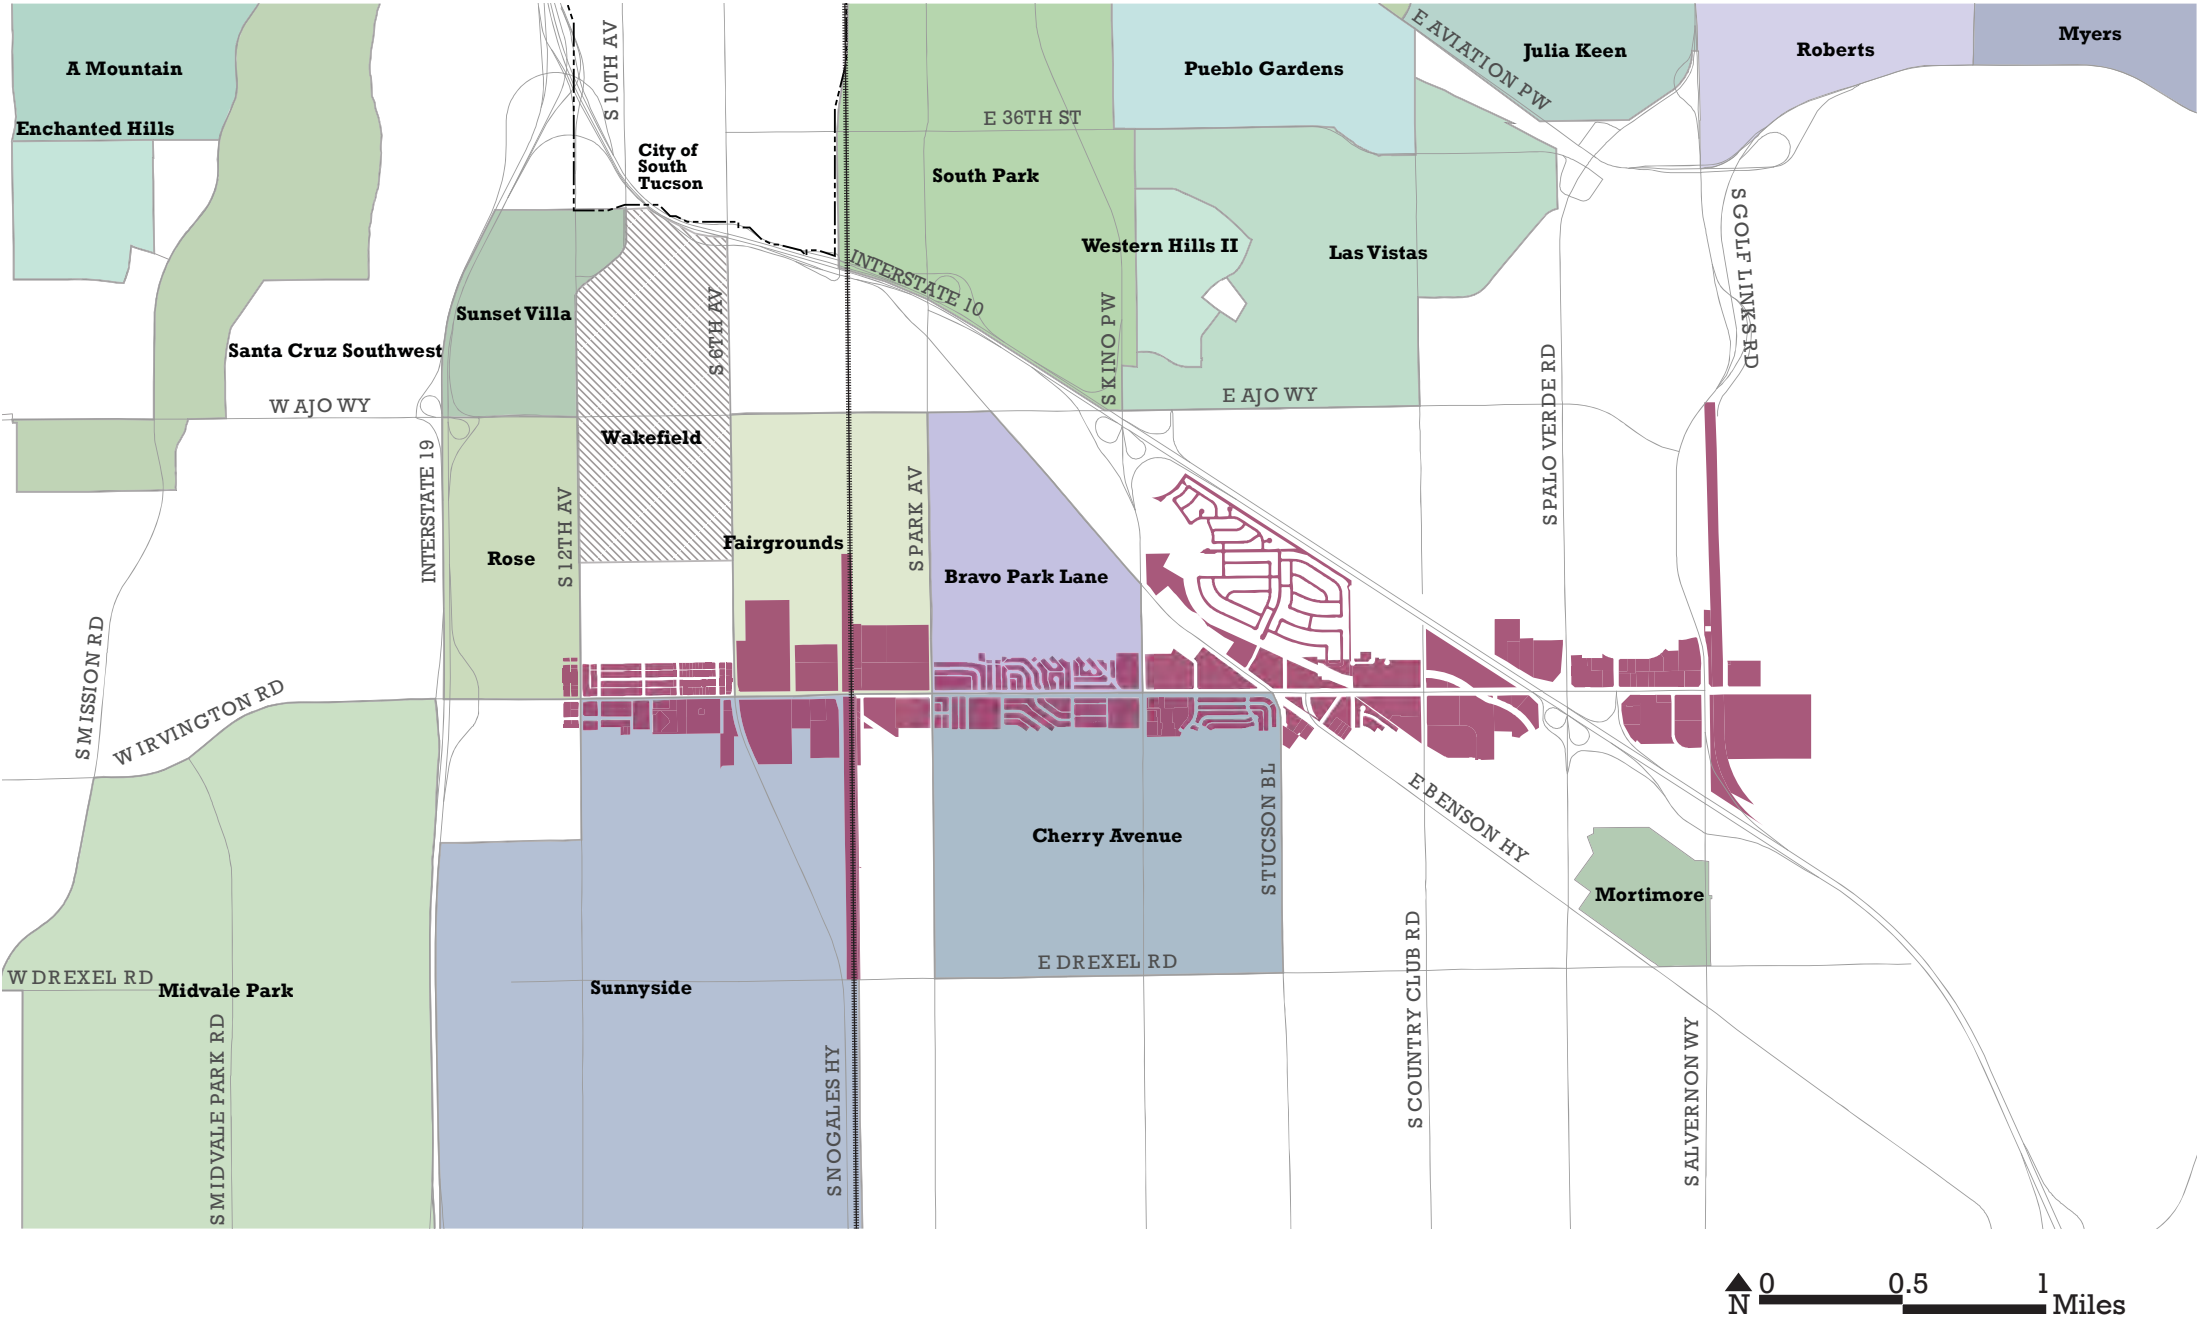 Myers
Roberts
Julia Keen
E AVIATION PW
S 10TH AV
A Mountain
Pueblo Gardens
E 36TH ST
Enchanted Hills
City of
South
Tucson
South Park
Western Hills II
Las Vistas
S GOLF LINKS RD
INTERSTATE 10
Sunset Villa
S 6TH AV
S KINO PW
Santa Cruz Southwest
W AJO WY
E AJO WY
S PALO VERDE RD
Wakefield
INTERSTATE 19
S 12TH AV
S PARK AV
Fairgrounds
Rose
Bravo Park Lane
S MISSION RD
W IRVINGTON RD
S TUCSON BL
E BENSON HY
Cherry Avenue
Mortimore
E DREXEL RD
W DREXEL RD
Midvale Park
Sunnyside
S COUNTRY CLUB RD
S MIDVALE PARK RD
S NOGALES HY
S ALVERNON WY
0 0.5 1
N Miles